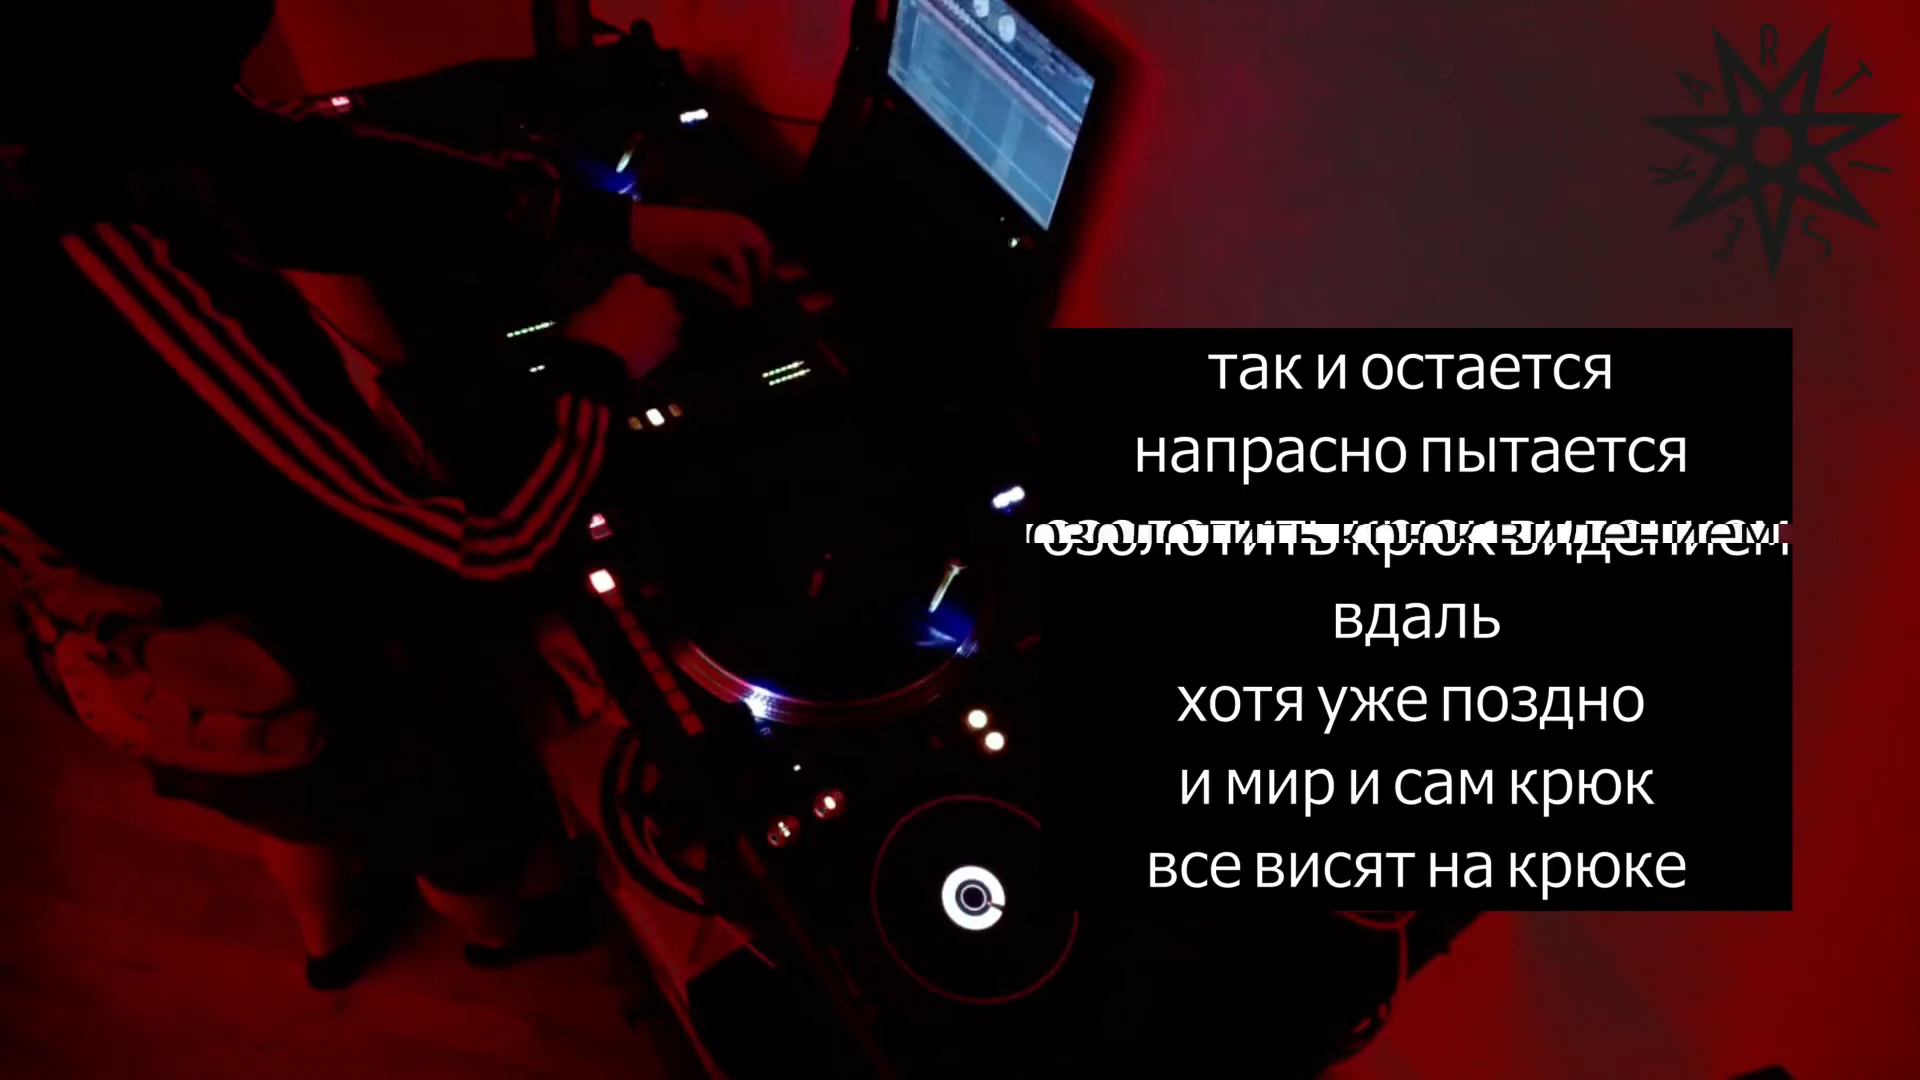 так и остается
напрасно пытается
озолотить крюк видением
вдаль
хотя уже поздно
и мир и сам крюк
все висят на крюке